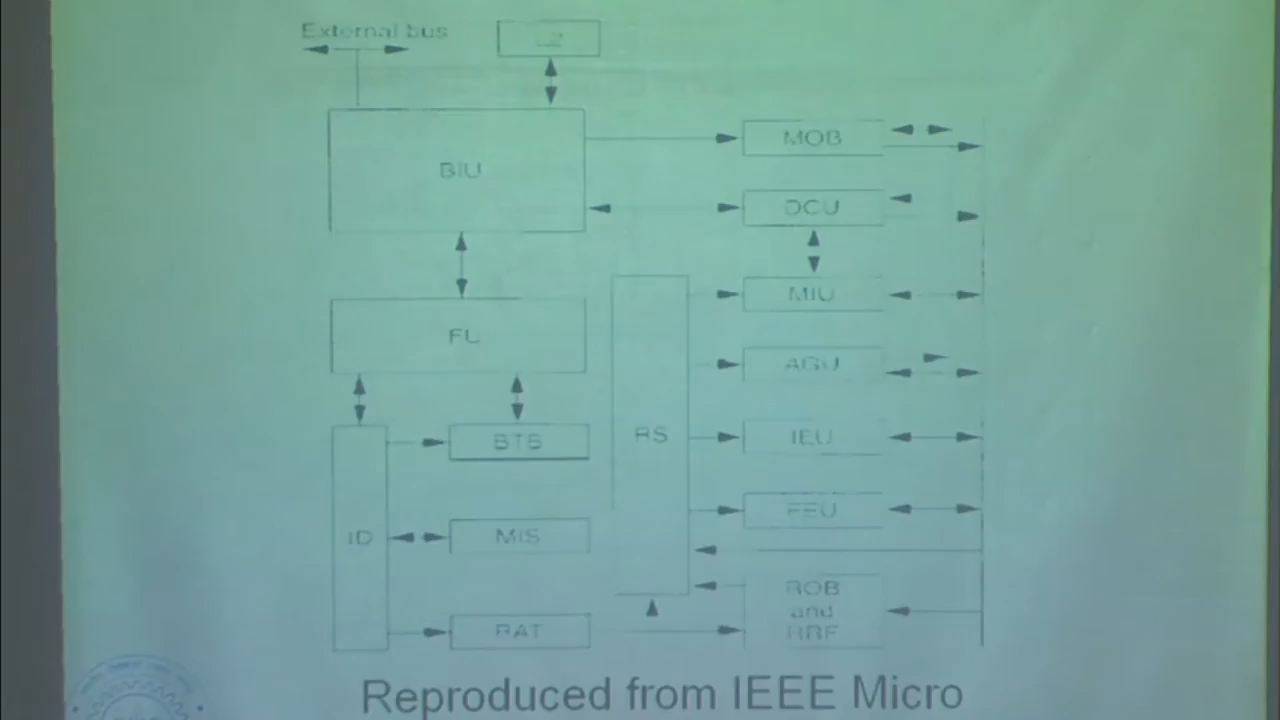 External bus
L2
BIU
MOB
DCU
MIU
FL
AGU
BTB
RS
IEU
ID
MIS
FEU
RAT
ROB
and
RRF
Reproduced from IEEE Micro